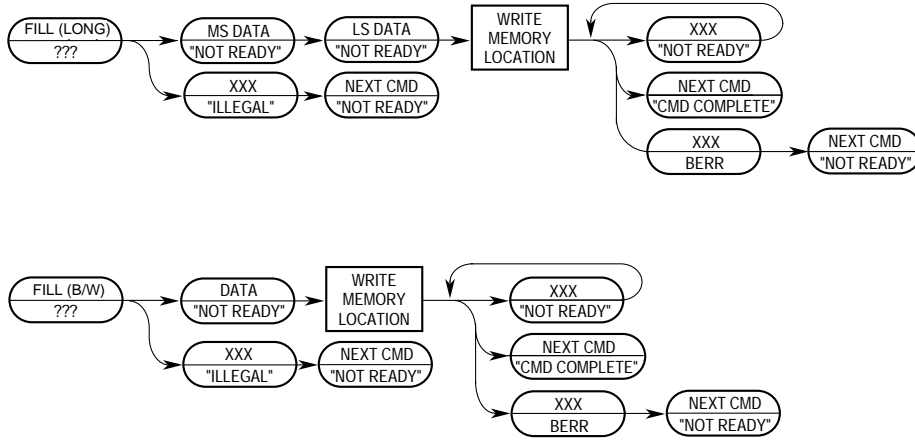 FILL (LONG)
???
MS DATA
"NOT READY"
LS DATA
"NOT READY"
WRITE
MEMORY
LOCATION
XXX
"NOT READY"
XXX
"ILLEGAL"
NEXT CMD
"NOT READY"
NEXT CMD
"CMD COMPLETE"
XXX
BERR
NEXT CMD
"NOT READY"
FILL (B/W)
???
DATA
"NOT READY"
WRITE
MEMORY
LOCATION
XXX
"NOT READY"
XXX
"ILLEGAL"
NEXT CMD
"NOT READY"
NEXT CMD
"CMD COMPLETE"
XXX
BERR
NEXT CMD
"NOT READY"